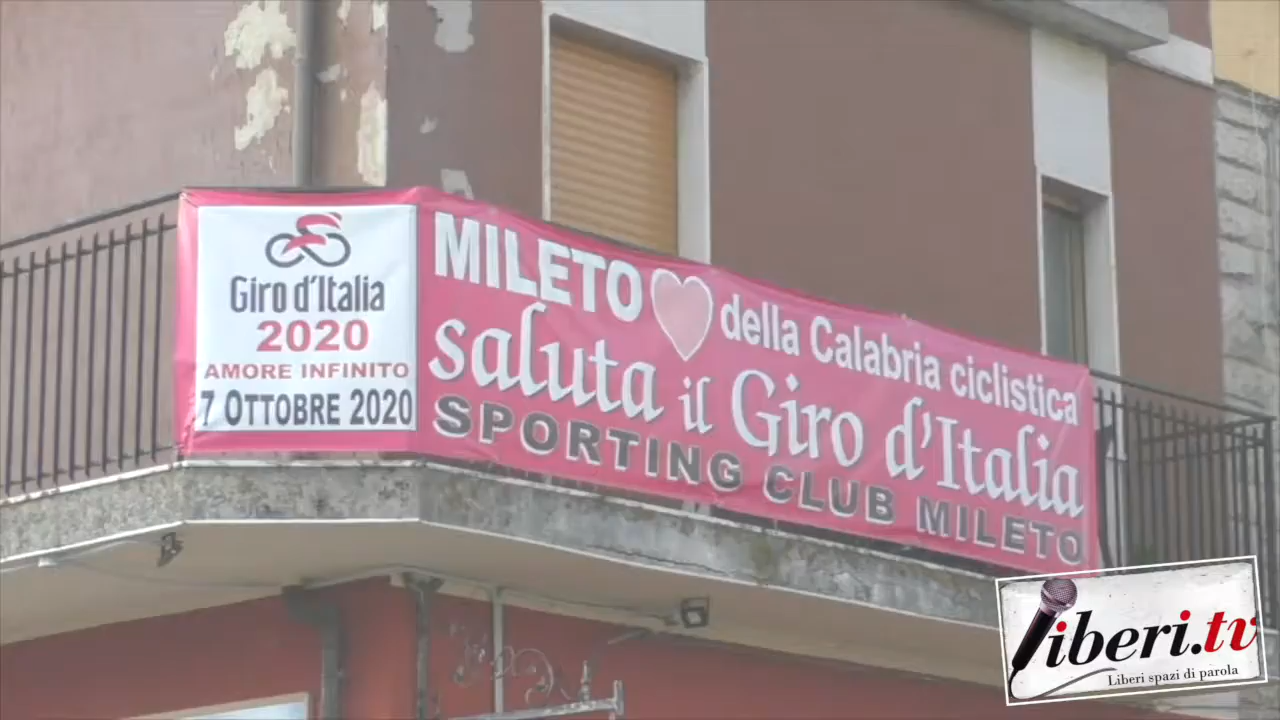 Giro d'Italia
2020
AMORE INFINITO
7 OTTOBRE 2020
MILETO della Calabria ciclistica
saluta il Giro d'Italia
SPORTING CLUB MILETO
liberi.tv
Liberi spazi di parola